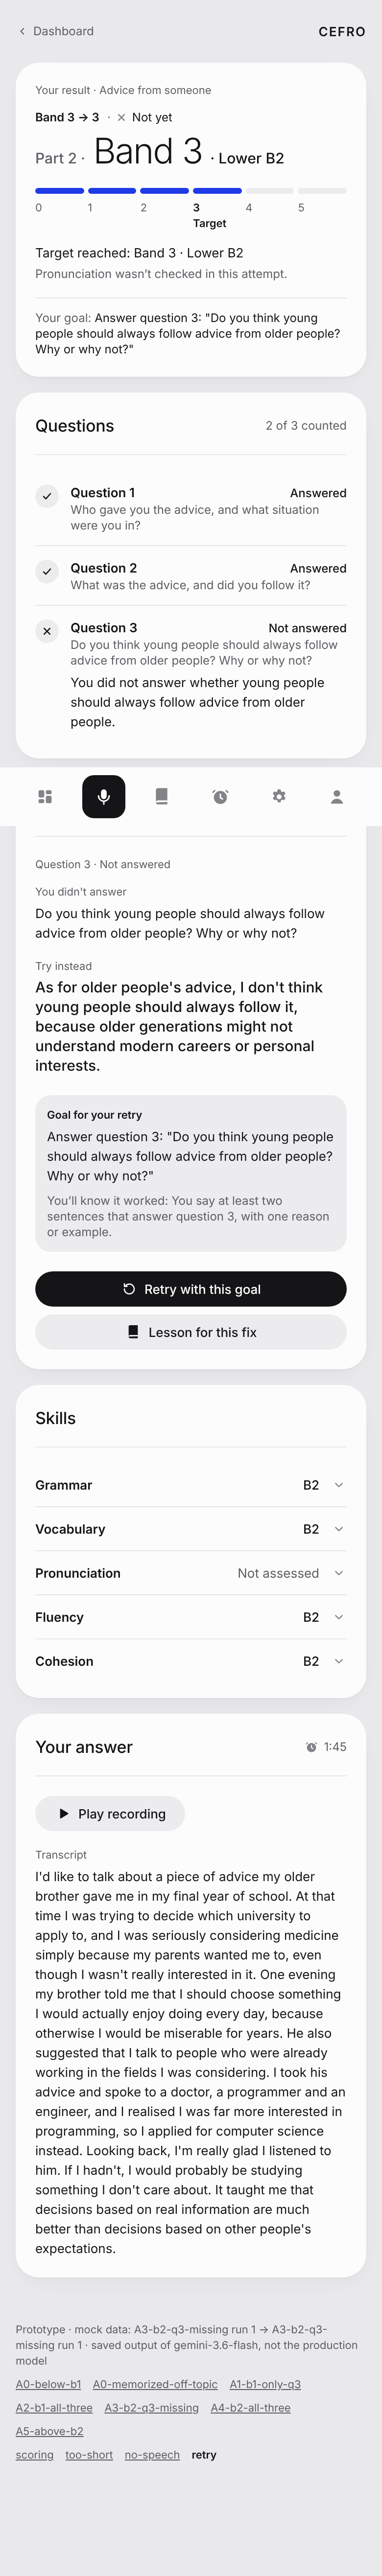 Dashboard
CEFRO
Your result · Advice from someone
Band 3 → 3 · × Not yet
Part 2 · Band 3 · Lower B2
0 1 2 3 4 5
Target
Target reached: Band 3 · Lower B2
Pronunciation wasn’t checked in this attempt.
Your goal: Answer question 3: "Do you think young
people should always follow advice from older people?
Why or why not?"
Questions
2 of 3 counted
Question 1
Answered
Who gave you the advice, and what situation
were you in?
Question 2
Answered
What was the advice, and did you follow it?
Question 3
Not answered
Do you think young people should always follow
advice from older people? Why or why not?
You did not answer whether young people
should always follow advice from older
people.
Question 3 · Not answered
You didn't answer
Do you think young people should always follow
advice from older people? Why or why not?
Try instead
As for older people's advice, I don't think
young people should always follow it,
because older generations might not
understand modern careers or personal
interests.
Goal for your retry
Answer question 3: "Do you think young people
should always follow advice from older people?
Why or why not?"
You’ll know it worked: You say at least two
sentences that answer question 3, with one reason
or example.
Retry with this goal
Lesson for this fix
Skills
Grammar B2
Vocabulary B2
Pronunciation Not assessed
Fluency B2
Cohesion B2
Your answer
1:45
Play recording
Transcript
I'd like to talk about a piece of advice my older
brother gave me in my final year of school. At that
time I was trying to decide which university to
apply to, and I was seriously considering medicine
simply because my parents wanted me to, even
though I wasn't really interested in it. One evening
my brother told me that I should choose something
I would actually enjoy doing every day, because
otherwise I would be miserable for years. He also
suggested that I talk to people who were already
working in the fields I was considering. I took his
advice and spoke to a doctor, a programmer and an
engineer, and I realised I was far more interested in
programming, so I applied for computer science
instead. Looking back, I'm really glad I listened to
him. If I hadn't, I would probably be studying
something I don't care about. It taught me that
decisions based on real information are much
better than decisions based on other people's
expectations.
Prototype · mock data: A3-b2-q3-missing run 1 → A3-b2-q3-
missing run 1 · saved output of gemini-3.6-flash, not the production
model
A0-below-b1 A0-memorized-off-topic A1-b1-only-q3
A2-b1-all-three A3-b2-q3-missing A4-b2-all-three
A5-above-b2
scoring too-short no-speech retry